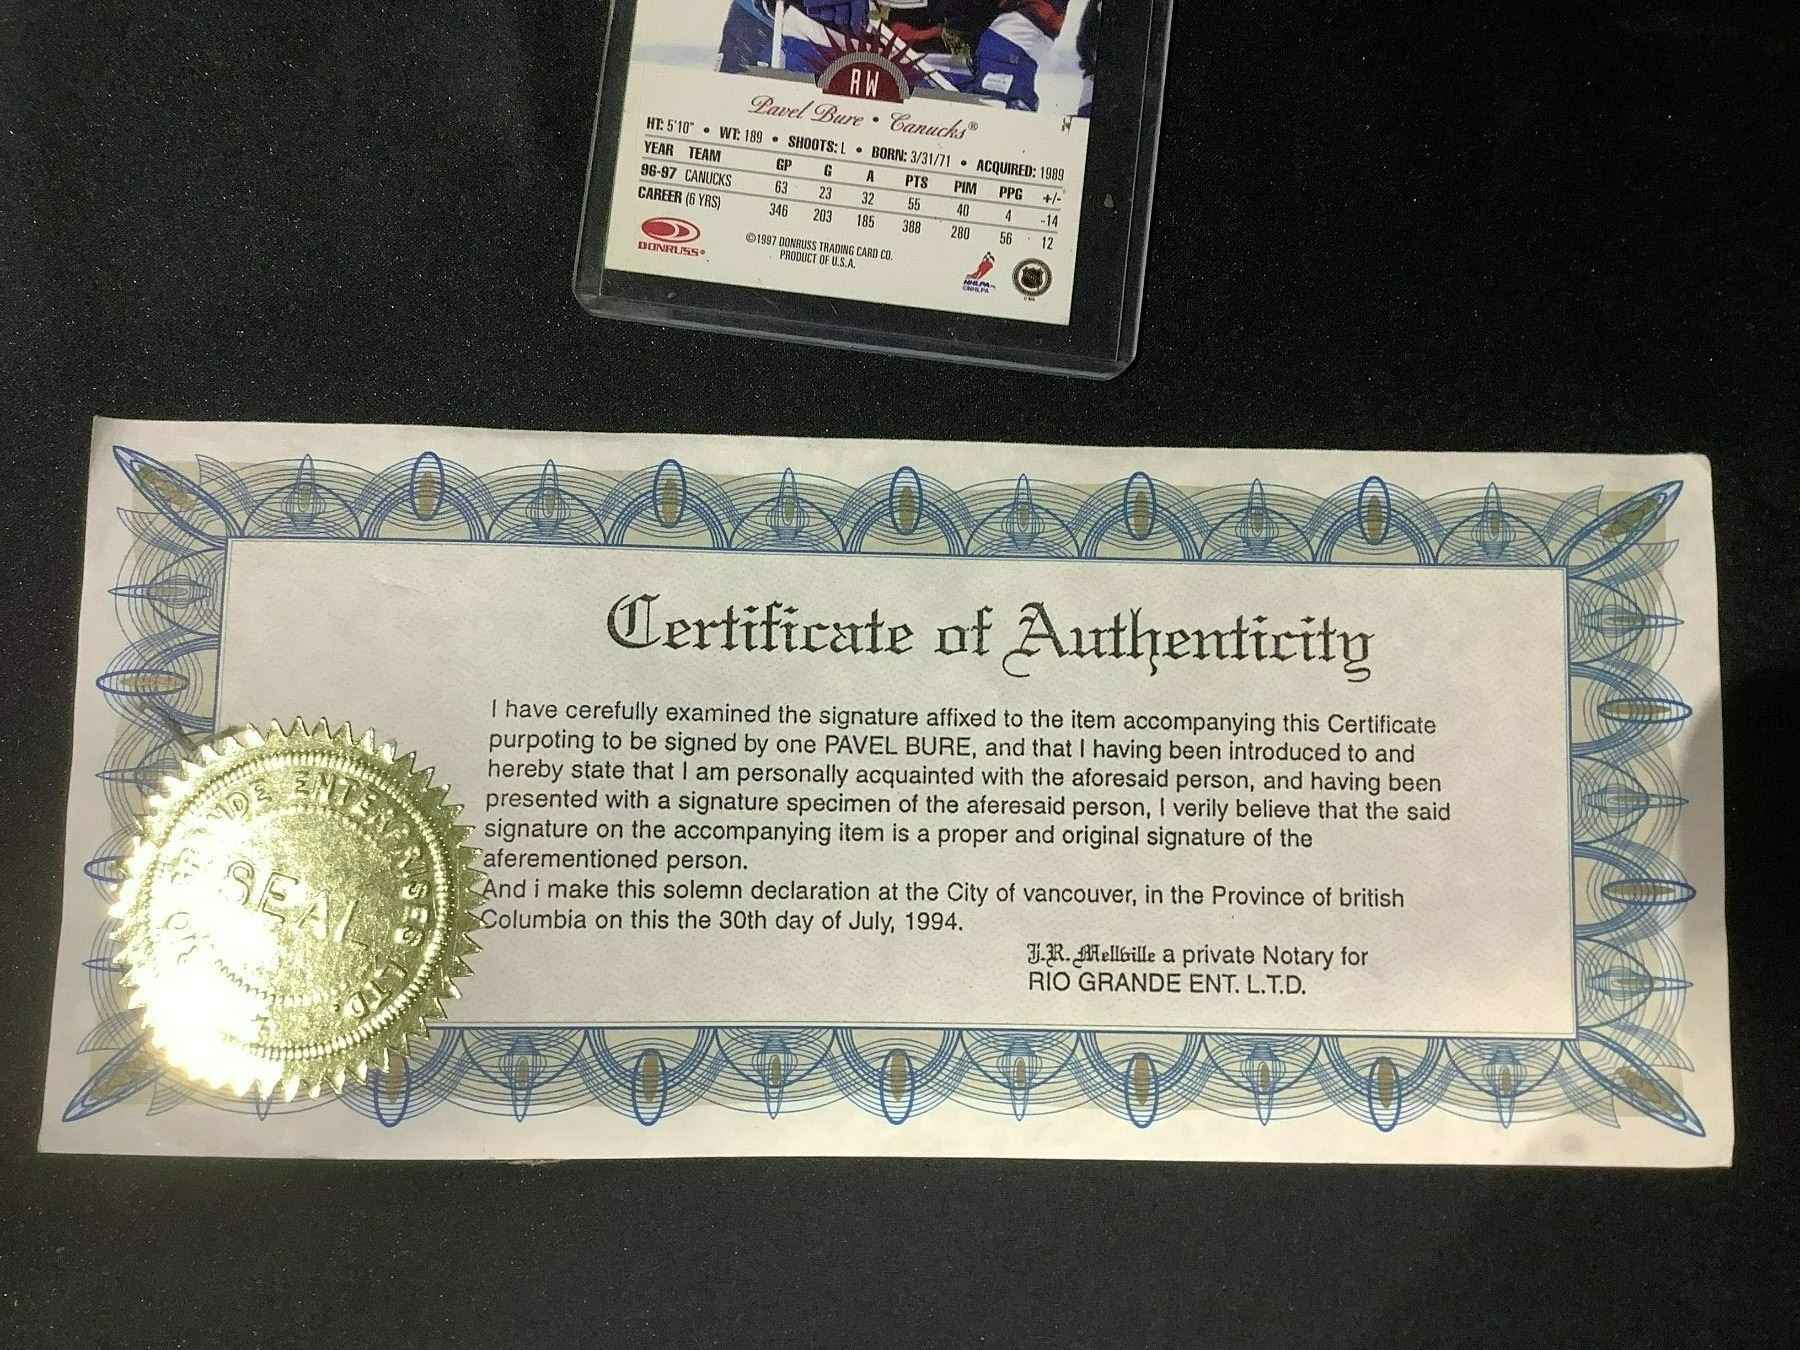 RW
Pavel Bure • Canucks®
HT: 5'10" • WT: 189 • SHOOTS: L • BORN: 3/31/71 • ACQUIRED: 1989
YEAR TEAM GP G A PTS PIM PPG +/-
96-97 CANUCKS 63 23 32 55 40 4 -14
CAREER (6 YRS) 346 203 185 388 280 56 12
DONRUSS®
©1997 DONRUSS TRADING CARD CO.
PRODUCT OF U.S.A.
NHLPA™
©NHLPA
Certificate of Authenticity
I have cerefully examined the signature affixed to the item accompanying this Certificate
purpoting to be signed by one PAVEL BURE, and that I having been introduced to and
hereby state that I am personally acquainted with the aforesaid person, and having been
presented with a signature specimen of the aferesaid person, I verily believe that the said
signature on the accompanying item is a proper and original signature of the
aferementioned person.
And i make this solemn declaration at the City of vancouver, in the Province of british
Columbia on this the 30th day of July, 1994.
J.R. Mellville a private Notary for
RIO GRANDE ENT. L.T.D.
ENTERPRISES LTD.
SEAL